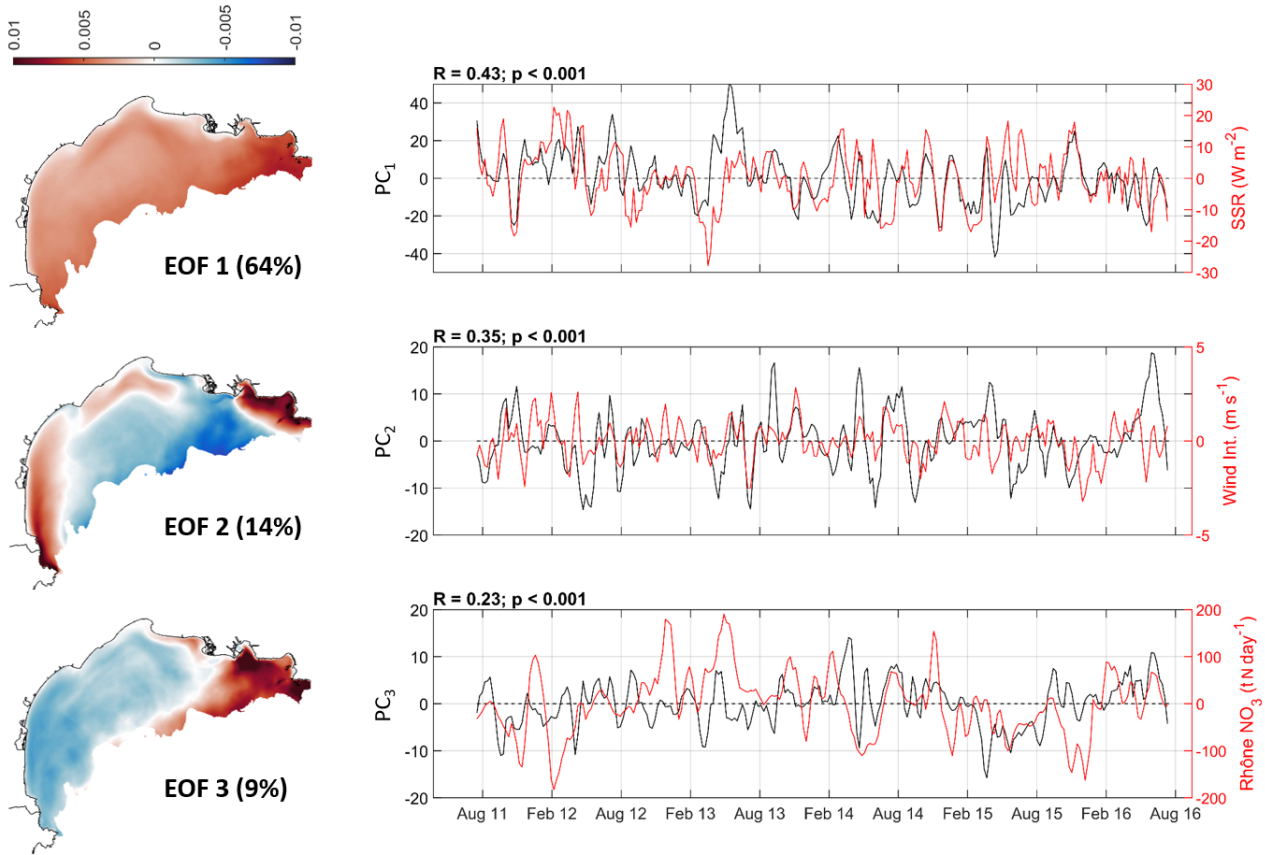 0.01 0.005 0 -0.005 -0.01
EOF 1 (64%)
R = 0.43; p < 0.001
40
20
0
-20
-40
PC1
30
20
10
0
-10
-20
-30
SSR (W m-2)
EOF 2 (14%)
R = 0.35; p < 0.001
20
10
0
-10
-20
PC2
5
0
-5
Wind Int. (m s-1)
EOF 3 (9%)
R = 0.23; p < 0.001
20
10
0
-10
-20
PC3
200
100
0
-100
-200
Rhône NO3 (t N day-1)
Aug 11 Feb 12 Aug 12 Feb 13 Aug 13 Feb 14 Aug 14 Feb 15 Aug 15 Feb 16 Aug 16